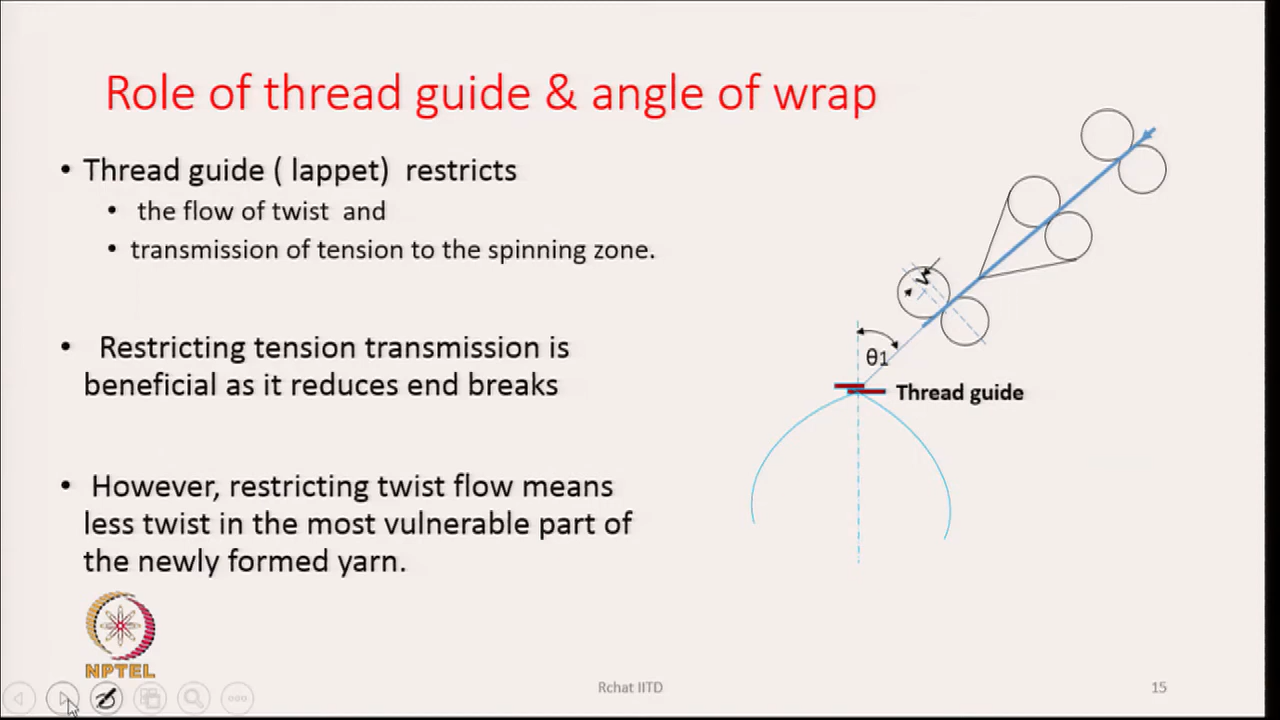 Role of thread guide & angle of wrap
• Thread guide ( lappet) restricts
• the flow of twist and
• transmission of tension to the spinning zone.
• Restricting tension transmission is
beneficial as it reduces end breaks
• However, restricting twist flow means
less twist in the most vulnerable part of
the newly formed yarn.
θ1
Thread guide
NPTEL
Rchat IITD
15